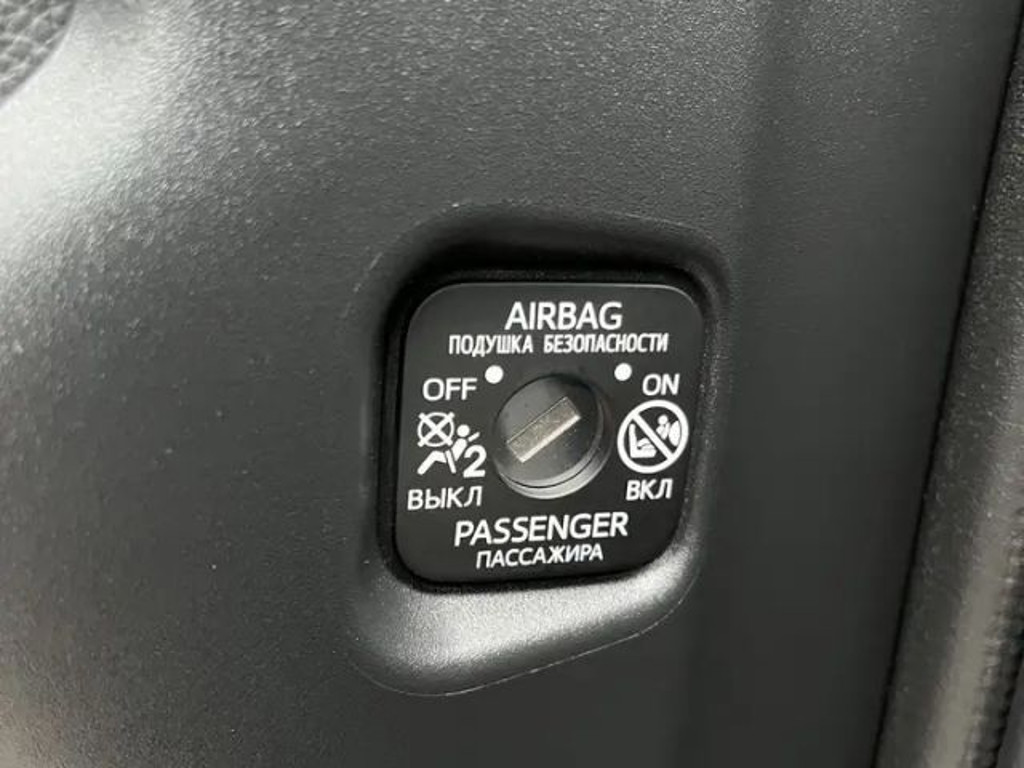 AIRBAG
ПОДУШКА БЕЗОПАСНОСТИ
OFF ON
2
ВЫКЛ ВКЛ
PASSENGER
ПАССАЖИРА